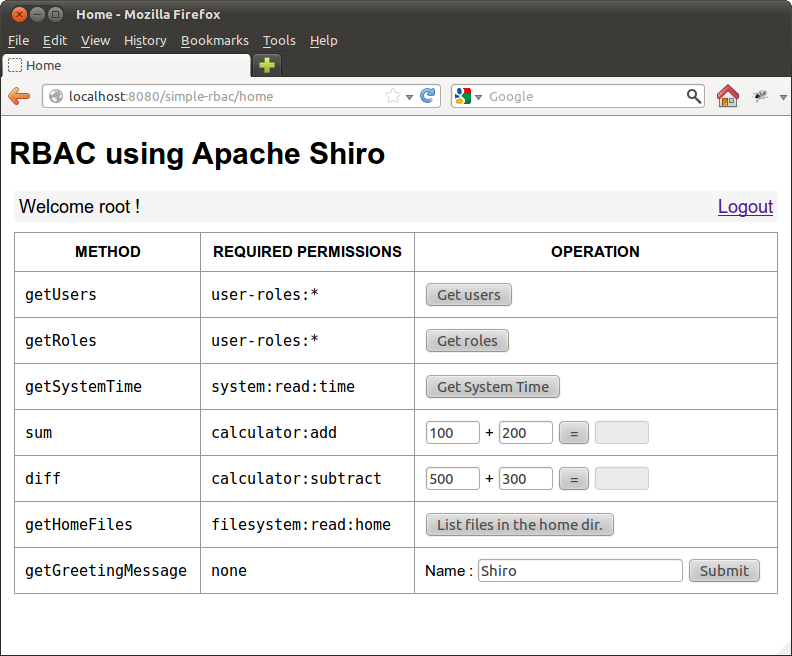 Home - Mozilla Firefox
File Edit View History Bookmarks Tools Help
Home
localhost:8080/simple-rbac/home Google
RBAC using Apache Shiro
Welcome root ! Logout
METHOD REQUIRED PERMISSIONS OPERATION
getUsers user-roles:* Get users
getRoles user-roles:* Get roles
getSystemTime system:read:time Get System Time
sum calculator:add 100 + 200 =
diff calculator:subtract 500 + 300 =
getHomeFiles filesystem:read:home List files in the home dir.
getGreetingMessage none Name : Shiro Submit